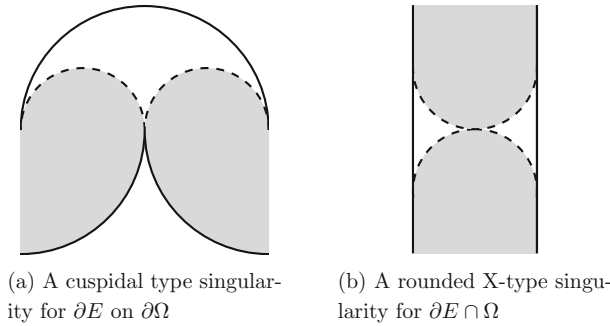 (a) A cuspidal type singular-
ity for ∂E on ∂Ω
(b) A rounded X-type singu-
larity for ∂E ∩ Ω